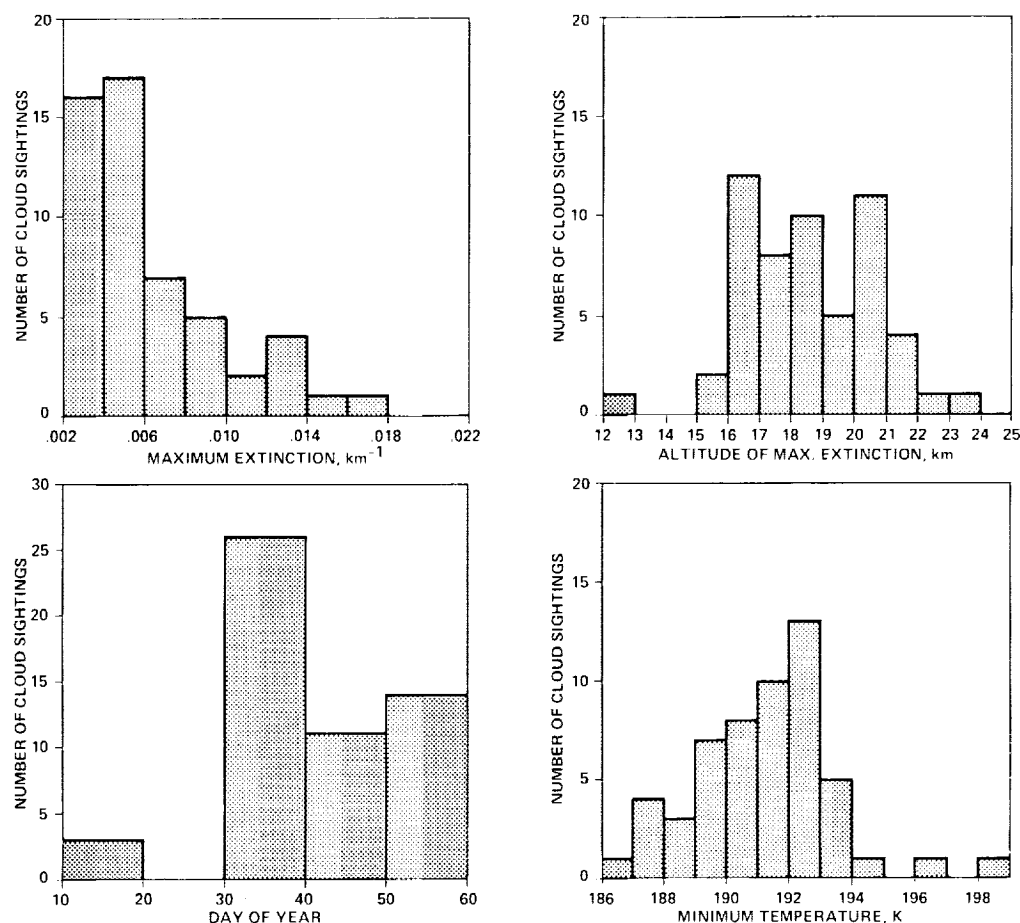 20
15
10
5
0
NUMBER OF CLOUD SIGHTINGS
.002 .006 .010 .014 .018 .022
MAXIMUM EXTINCTION, km⁻¹
20
15
10
5
0
NUMBER OF CLOUD SIGHTINGS
12 13 14 15 16 17 18 19 20 21 22 23 24 25
ALTITUDE OF MAX. EXTINCTION, km
30
25
20
15
10
5
0
NUMBER OF CLOUD SIGHTINGS
10 20 30 40 50 60
DAY OF YEAR
20
15
10
5
0
NUMBER OF CLOUD SIGHTINGS
186 188 190 192 194 196 198
MINIMUM TEMPERATURE, K